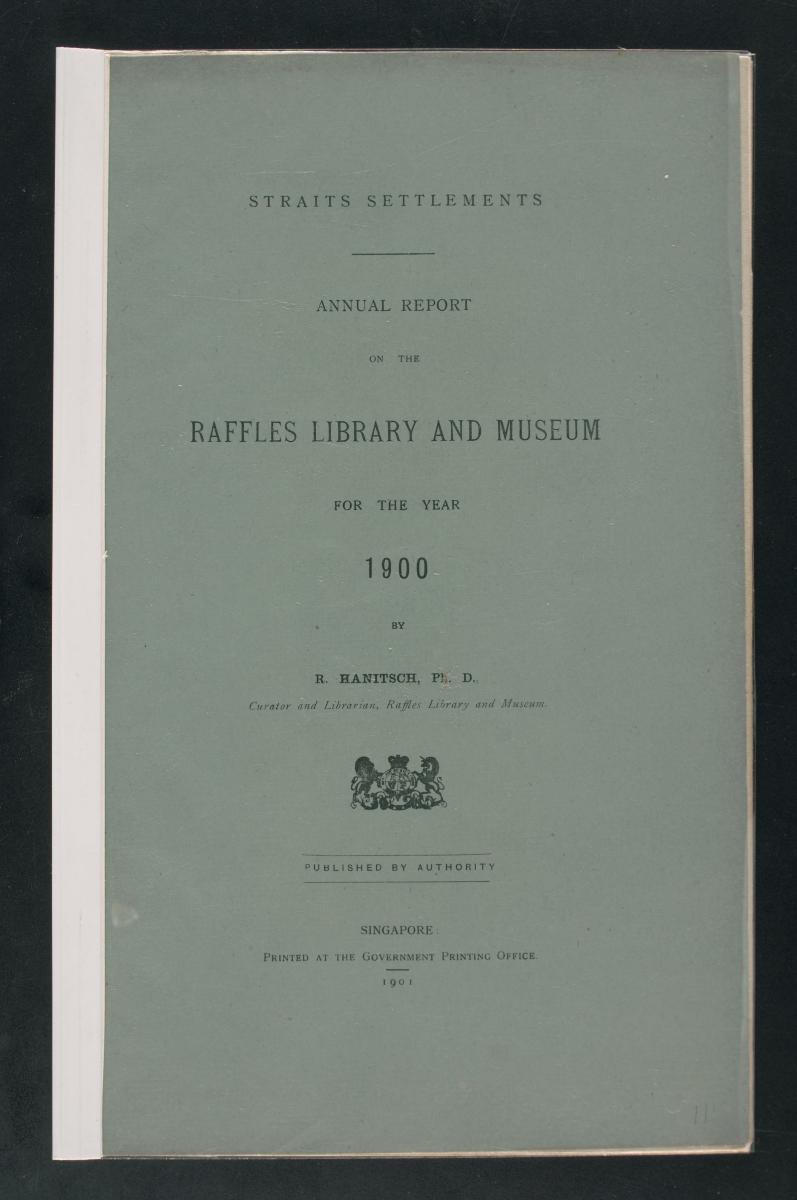 STRAITS SETTLEMENTS
ANNUAL REPORT
ON THE
RAFFLES LIBRARY AND MUSEUM
FOR THE YEAR
1900
BY
R. HANITSCH, Ph. D.,
Curator and Librarian, Raffles Library and Museum.
PUBLISHED BY AUTHORITY
SINGAPORE:
PRINTED AT THE GOVERNMENT PRINTING OFFICE.
1901